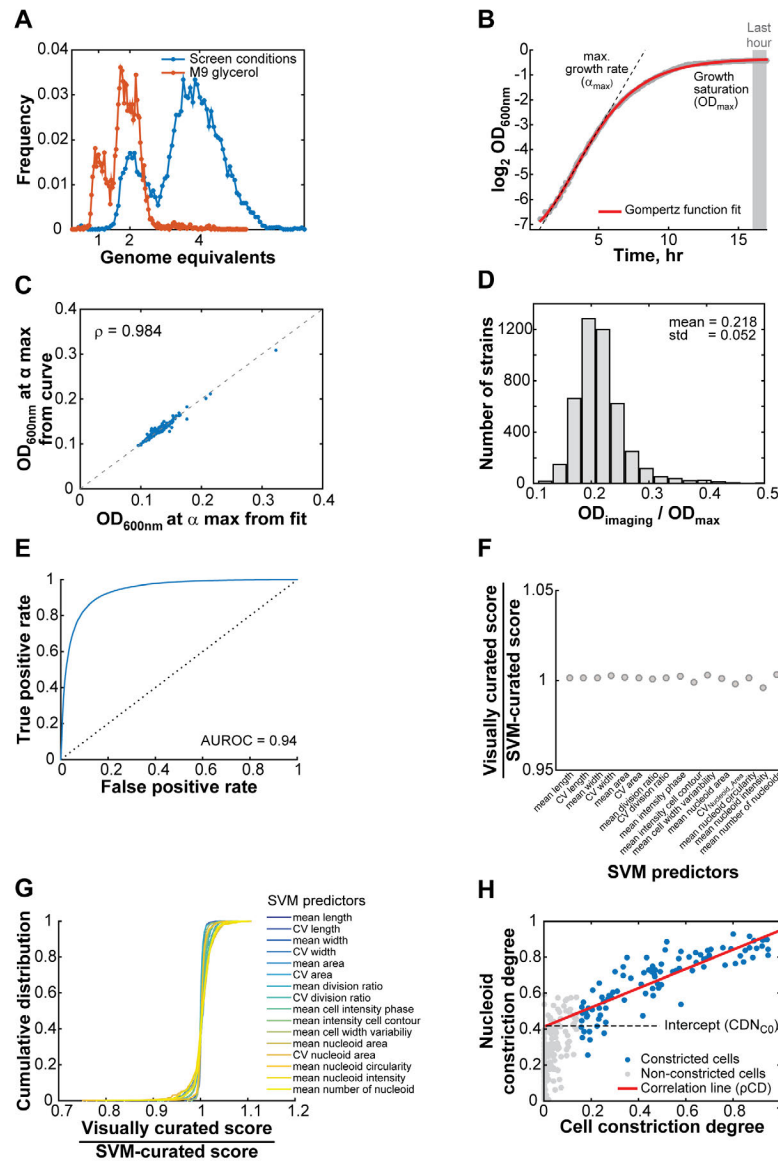 A
Screen conditions
M9 glycerol
0.04
0.03
0.02
0.01
0
Frequency
1
2
4
Genome equivalents
B
Last
hour
0
-1
-2
-3
-4
-5
-6
-7
log2 OD600nm
max.
growth rate
(αmax)
Growth
saturation
(ODmax)
Gompertz function fit
5
10
15
Time, hr
C
ρ = 0.984
0.4
0.3
0.2
0.1
0
OD600nm at α max
from curve
0
0.1
0.2
0.3
0.4
OD600nm at α max from fit
D
mean = 0.218
std = 0.052
1200
800
400
0
Number of strains
0.1
0.2
0.3
0.4
0.5
ODimaging / ODmax
E
1
0.8
0.6
0.4
0.2
0
True positive rate
AUROC = 0.94
0
0.2
0.4
0.6
0.8
1
False positive rate
F
1.05
1
0.95
Visually curated score
SVM-curated score
mean length
CV length
mean width
CV width
mean area
CV area
mean division ratio
CV division ratio
mean intensity phase
mean intensity cell contour
mean cell width variability
mean nucleoid area
CVNucleoid_Area
mean nucleoid circularity
mean nucleoid intensity
mean number of nucleoids
SVM predictors
G
SVM predictors
mean length
CV length
mean width
CV width
mean area
CV area
mean division ratio
CV division ratio
mean cell intensity phase
mean intensity cell contour
mean cell width variabiliy
mean nucleoid area
CV nucleoid area
mean nucleoid circularity
mean nucleoid intensity
mean number of nucleoid
1
0.8
0.6
0.4
0.2
0
Cumulative distribution
0.7
0.8
0.9
1
1.1
1.2
Visually curated score
SVM-curated score
H
1
0.8
0.6
0.4
0.2
0
Nucleoid
constriction degree
Intercept (CDNC0)
Constricted cells
Non-constricted cells
Correlation line (ρCD)
0
0.2
0.4
0.6
0.8
1
Cell constriction degree